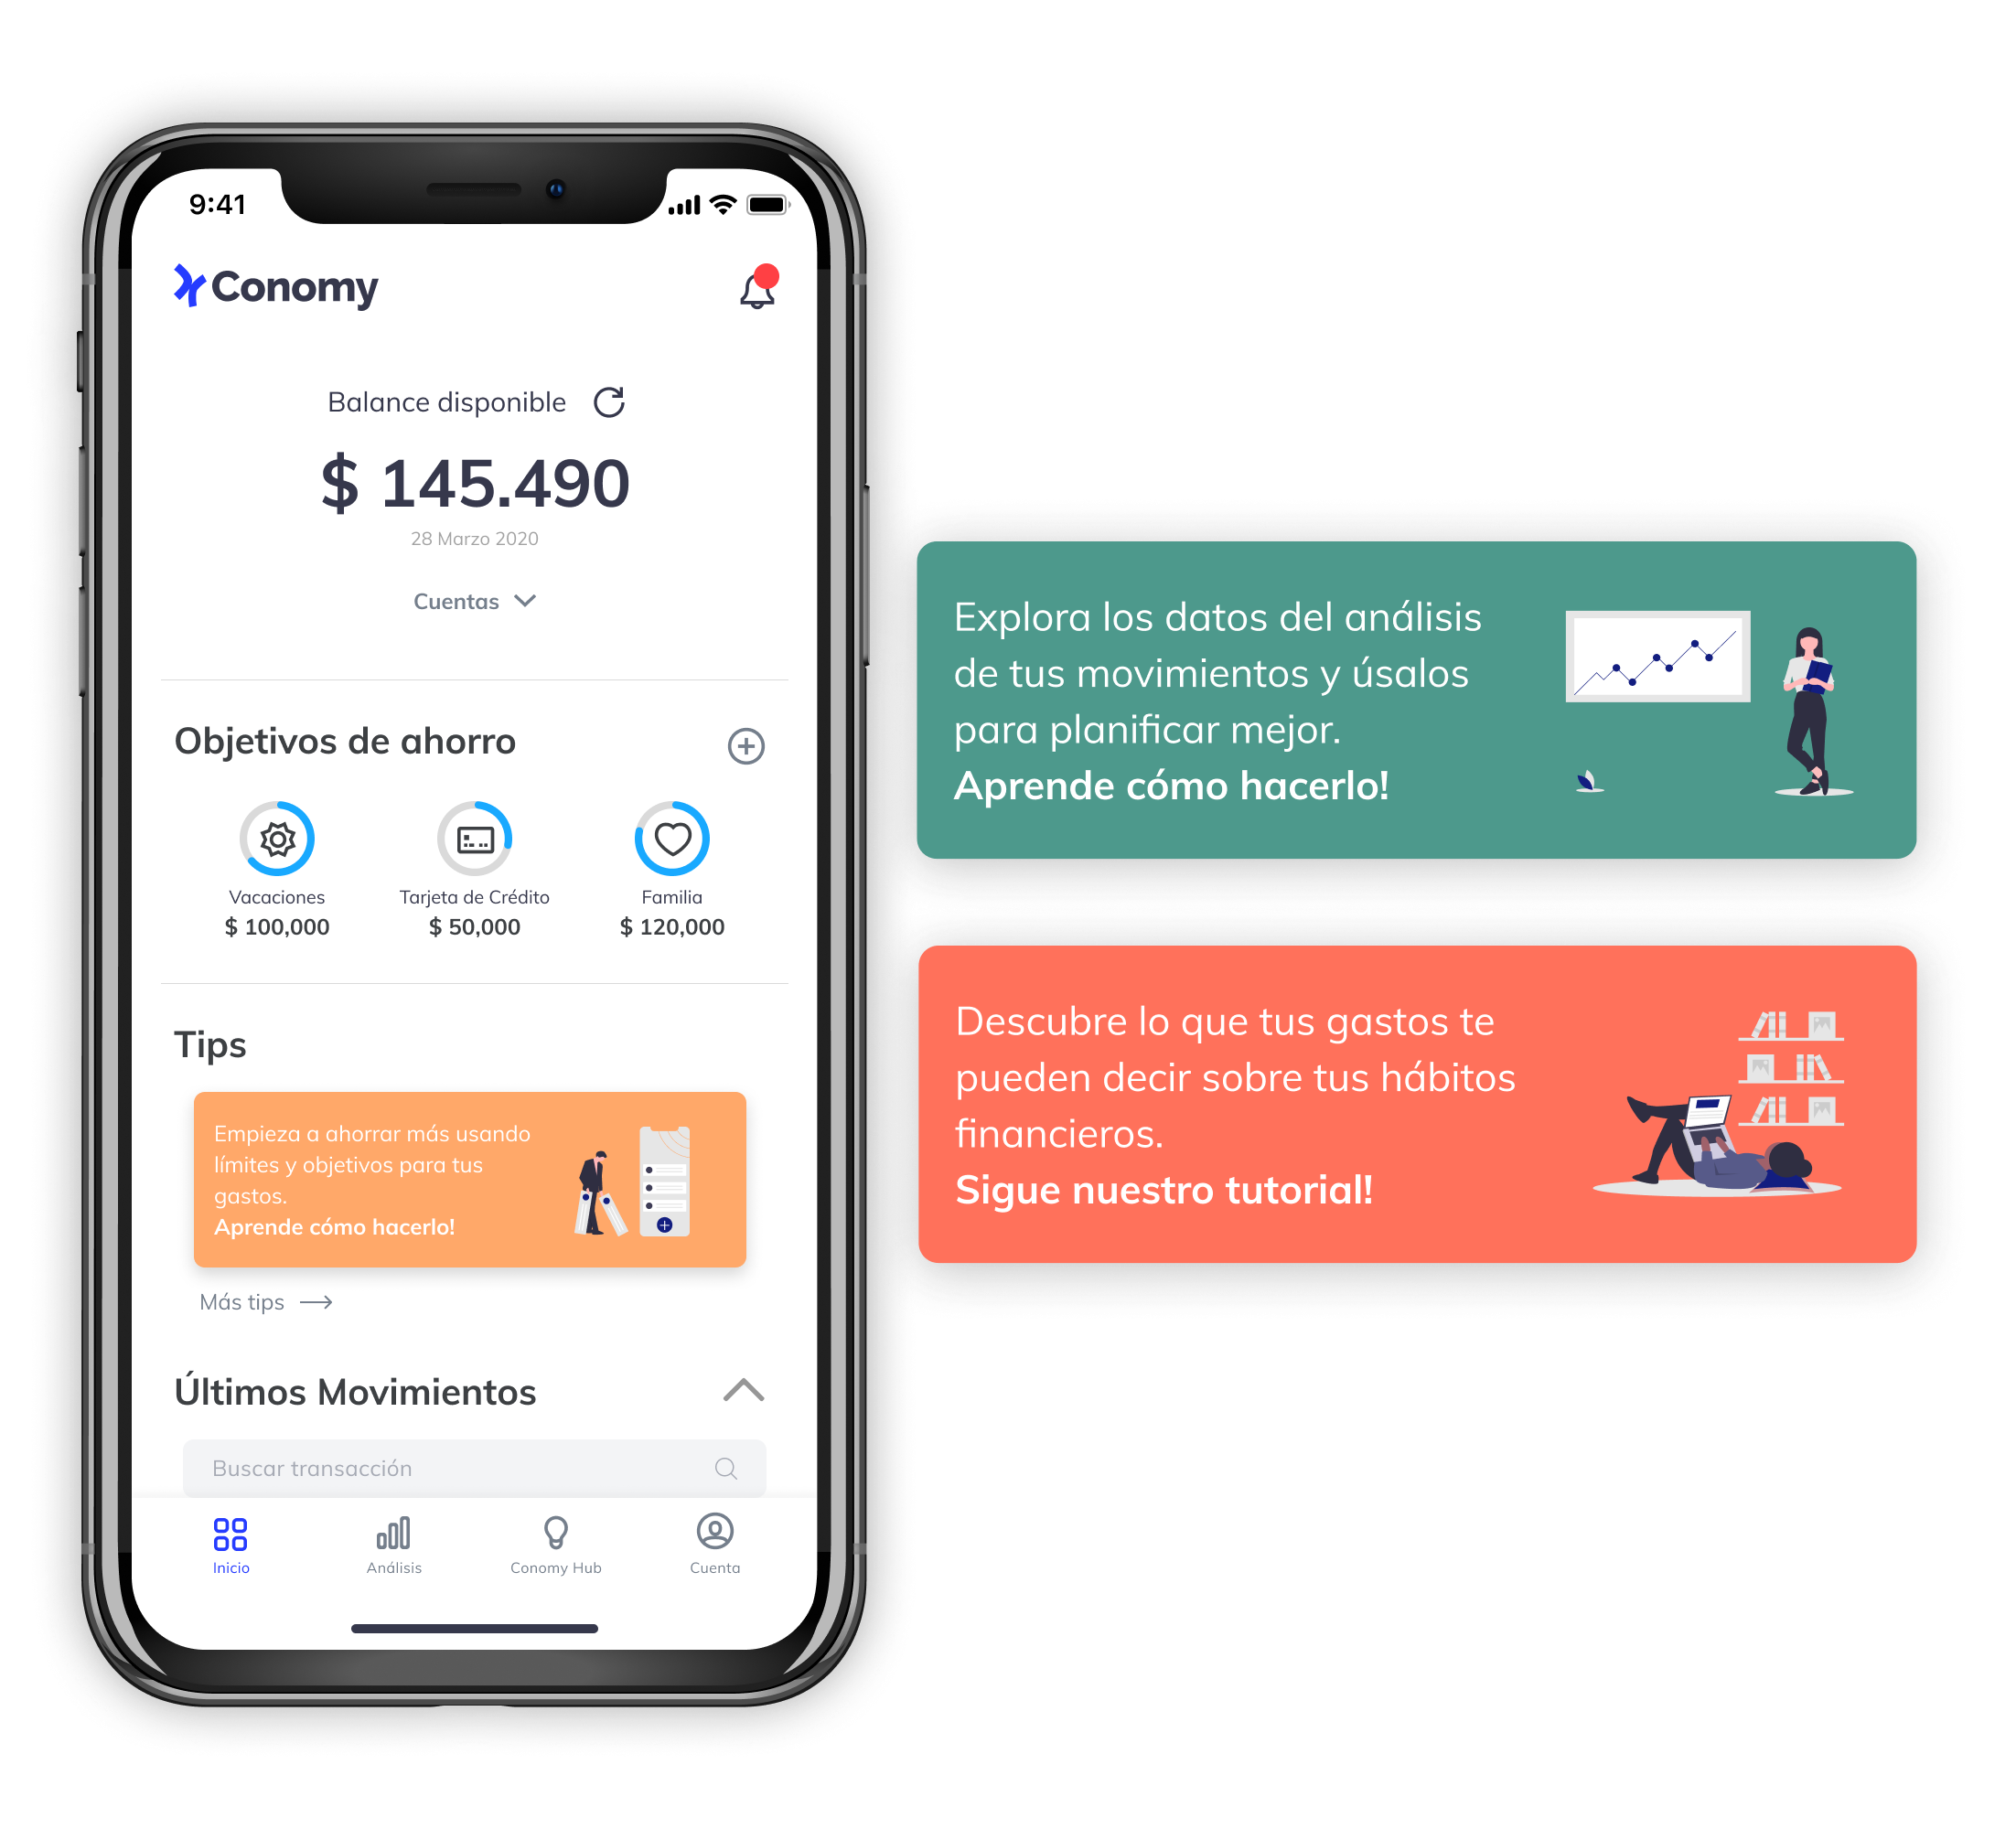 9:41
Conomy
Balance disponible
$ 145.490
28 Marzo 2020
Cuentas
Objetivos de ahorro
Vacaciones
$ 100,000
Tarjeta de Crédito
$ 50,000
Familia
$ 120,000
Tips
Empieza a ahorrar más usando
límites y objetivos para tus
gastos.
Aprende cómo hacerlo!
Más tips
Últimos Movimientos
Buscar transacción
Inicio
Análisis
Conomy Hub
Cuenta
Explora los datos del análisis
de tus movimientos y úsalos
para planificar mejor.
Aprende cómo hacerlo!
Descubre lo que tus gastos te
pueden decir sobre tus hábitos
financieros.
Sigue nuestro tutorial!